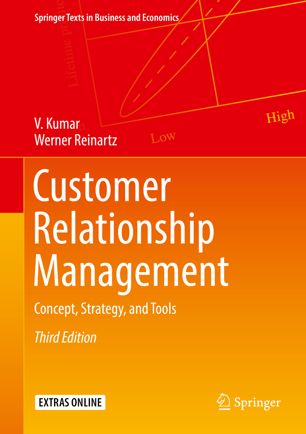 Springer Texts in Business and Economics
Lifetime
High
Low
V. Kumar
Werner Reinartz
Customer
Relationship
Management
Concept, Strategy, and Tools
Third Edition
EXTRAS ONLINE
Springer